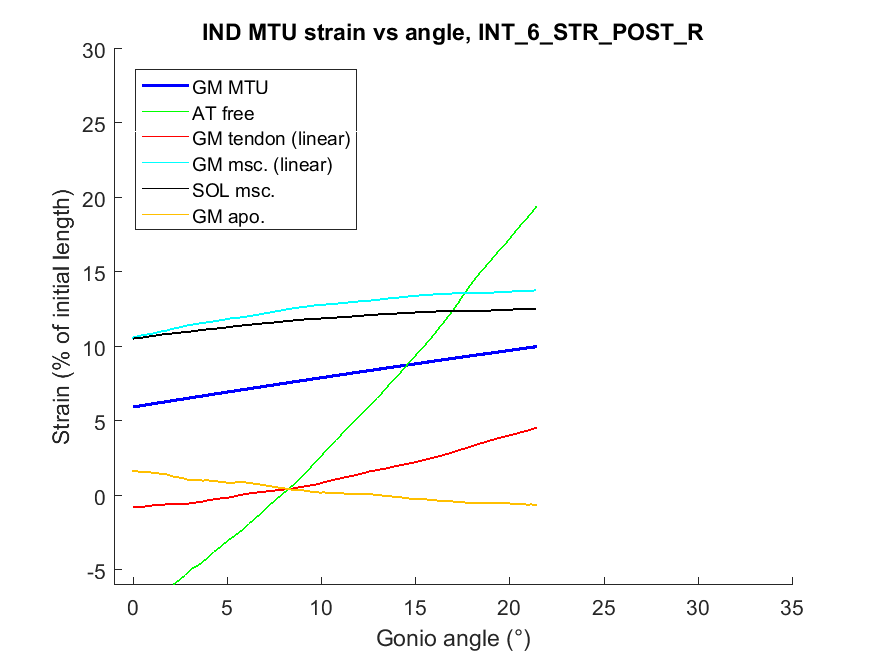 IND MTU strain vs angle, INT_6_STR_POST_R
30
25
20
15
10
5
0
-5
Strain (% of initial length)
GM MTU
AT free
GM tendon (linear)
GM msc. (linear)
SOL msc.
GM apo.
0 5 10 15 20 25 30 35
Gonio angle (°)